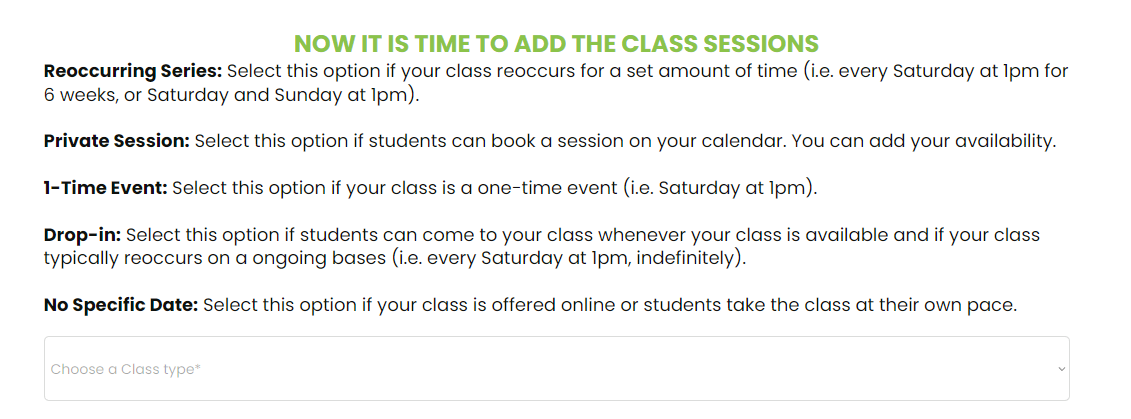 NOW IT IS TIME TO ADD THE CLASS SESSIONS
Reoccurring Series: Select this option if your class reoccurs for a set amount of time (i.e. every Saturday at 1pm for
6 weeks, or Saturday and Sunday at 1pm).
Private Session: Select this option if students can book a session on your calendar. You can add your availability.
1-Time Event: Select this option if your class is a one-time event (i.e. Saturday at 1pm).
Drop-in: Select this option if students can come to your class whenever your class is available and if your class
typically reoccurs on a ongoing bases (i.e. every Saturday at 1pm, indefinitely).
No Specific Date: Select this option if your class is offered online or students take the class at their own pace.
Choose a Class type*